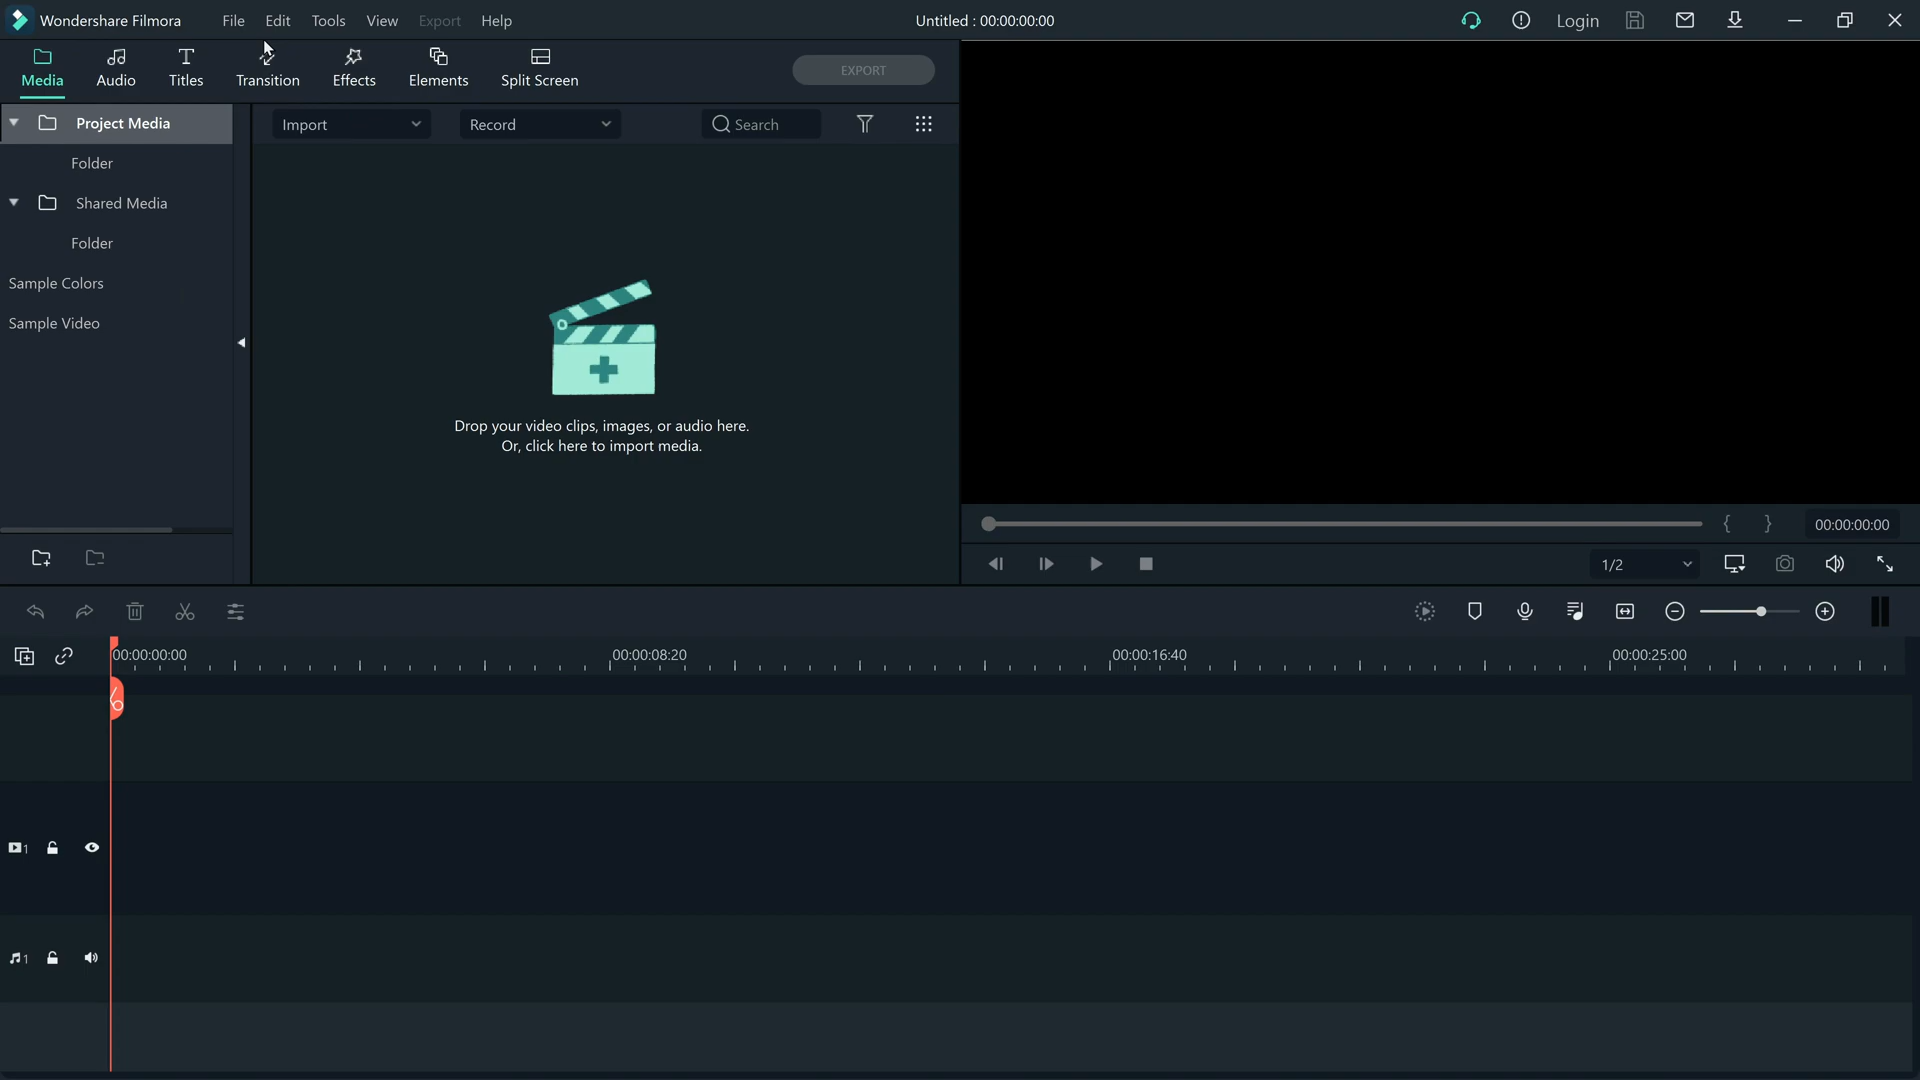 Wondershare Filmora File Edit Tools View Export Help Untitled : 00:00:00:00 Login
Media Audio Titles Transition Effects Elements Split Screen EXPORT
Project Media
Folder
Shared Media
Folder
Sample Colors
Sample Video
Import Record Search
Drop your video clips, images, or audio here.
Or, click here to import media.
{ } 00:00:00:00
1/2
00:00:00:00 00:00:08:20 00:00:16:40 00:00:25:00
1
1